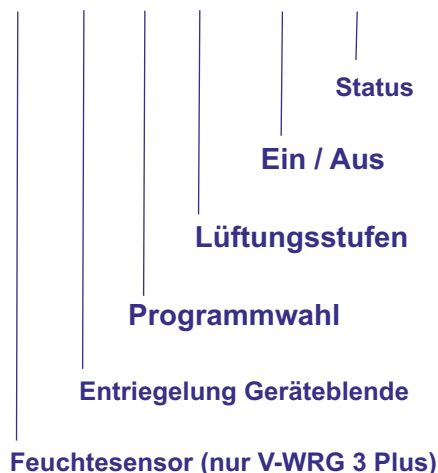 Status
Ein / Aus
Lüftungsstufen
Programmwahl
Entriegelung Geräteblende
Feuchtesensor (nur V-WRG 3 Plus)